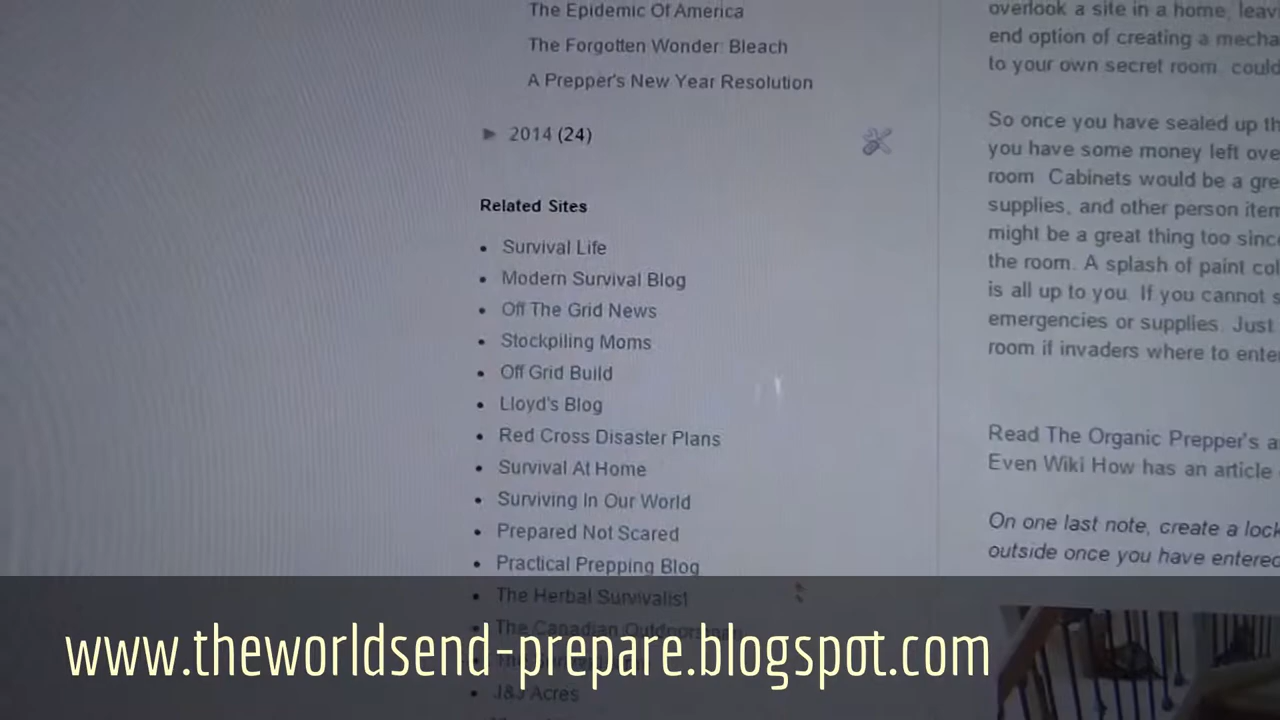 The Epidemic Of America
The Forgotten Wonder: Bleach
A Prepper's New Year Resolution
► 2014 (24)
Related Sites
• Survival Life
• Modern Survival Blog
• Off The Grid News
• Stockpiling Moms
• Off Grid Build
• Lloyd's Blog
• Red Cross Disaster Plans
• Survival At Home
• Surviving In Our World
• Prepared Not Scared
• Practical Prepping Blog
• The Herbal Survivalist
• The Canadian
• J&J Acres
overlook a site in a home, leav
end option of creating a mecha
to your own secret room, could
So once you have sealed up th
you have some money left ove
room. Cabinets would be a gre
supplies, and other person item
might be a great thing too since
the room. A splash of paint col
is all up to you. If you cannot s
emergencies or supplies. Just
room if invaders where to ente
Read The Organic Prepper's a
Even Wiki How has an article
On one last note, create a lock
outside once you have entered
www.theworldsend-prepare.blogspot.com